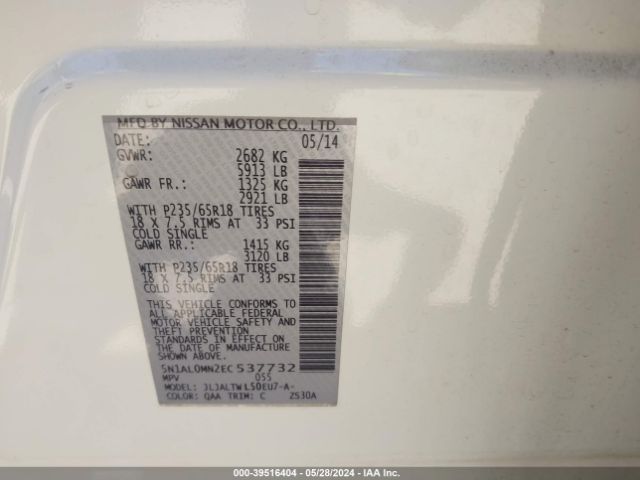 MFD BY NISSAN MOTOR CO., LTD.
DATE: 05/14
GVWR: 2682 KG
5913 LB
GAWR FR.: 1325 KG
2921 LB
WITH P235/65R18 TIRES
18 X 7.5 RIMS AT 33 PSI
COLD SINGLE
GAWR RR.: 1415 KG
3120 LB
WITH P235/65R18 TIRES
18 X 7.5 RIMS AT 33 PSI
COLD SINGLE
THIS VEHICLE CONFORMS TO
ALL APPLICABLE FEDERAL
MOTOR VEHICLE SAFETY AND
THEFT PREVENTION
STANDARDS IN EFFECT ON
THE DATE OF MANUFACTURE
SHOWN ABOVE.
5N1AL0MN2EC537732
MPV 055
MODEL: JLJALTWL50EU7-A-
COLOR: QAA TRIM: C ZS30A
000-39516404 - 05/28/2024 - IAA Inc.